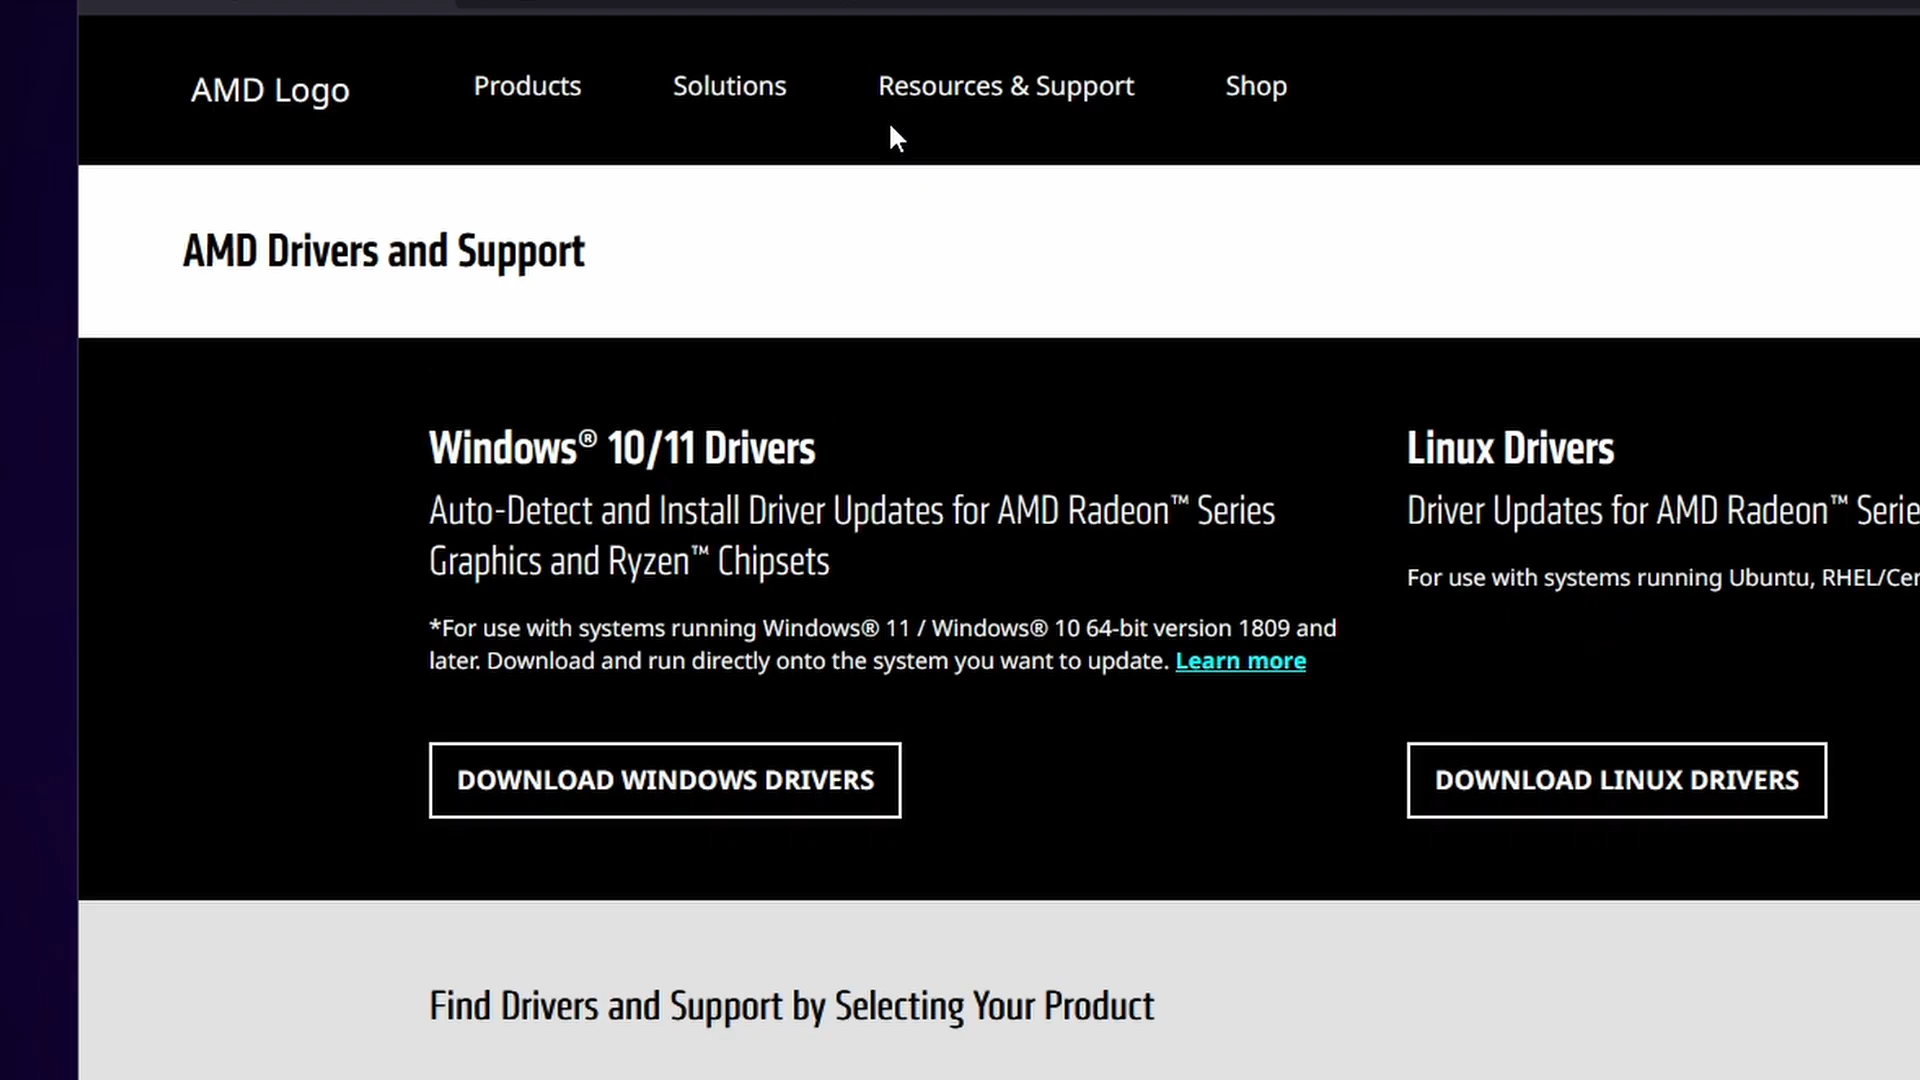 AMD Logo
Products
Solutions
Resources & Support
Shop
AMD Drivers and Support
Windows® 10/11 Drivers
Auto-Detect and Install Driver Updates for AMD Radeon™ Series
Graphics and Ryzen™ Chipsets
*For use with systems running Windows® 11 / Windows® 10 64-bit version 1809 and
later. Download and run directly onto the system you want to update. Learn more
DOWNLOAD WINDOWS DRIVERS
Linux Drivers
Driver Updates for AMD Radeon™ Serie
For use with systems running Ubuntu, RHEL/Cen
DOWNLOAD LINUX DRIVERS
Find Drivers and Support by Selecting Your Product